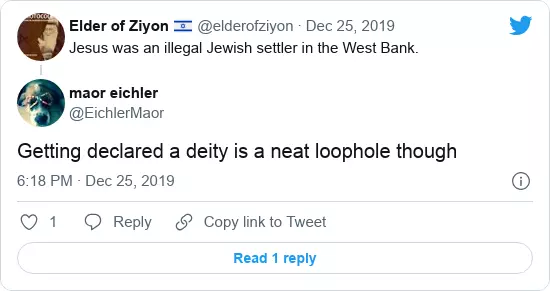 Elder of Ziyon 🇮🇱 @elderofziyon · Dec 25, 2019
Jesus was an illegal Jewish settler in the West Bank.
maor eichler
@EichlerMaor
Getting declared a deity is a neat loophole though
6:18 PM · Dec 25, 2019
1 Reply Copy link to Tweet
Read 1 reply